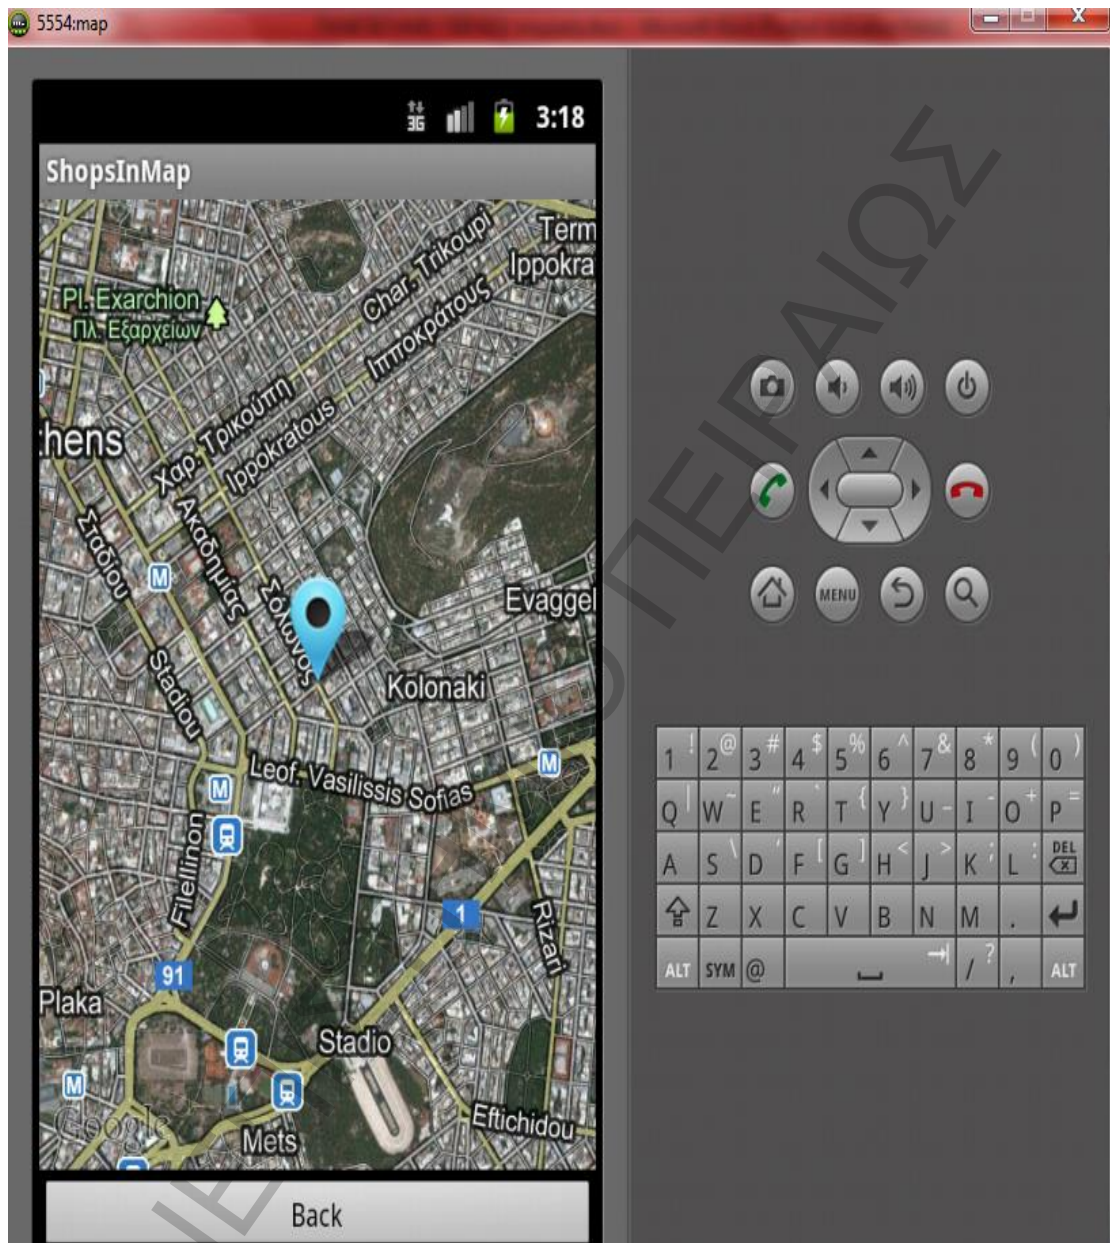 5554:map
3G 3:18
ShopsInMap
Char. Trikoupi
Term
Ippokra
Pl. Exarchion
Πλ. Εξαρχείων
Ιπποκράτους
Χαρ. Τρικούπη
Ippokratous
thens
Σταδίου
Ακαδημίας
Σόλωνος
M
Evaggel
Stadiou
Kolonaki
M
M
Leof. Vasilissis Sofias
Filellinon
1
Rizari
91
Plaka
Stadio
M
Google
Mets
Eftichidou
Back
MENU
1 ! 2 @ 3 # 4 $ 5 % 6 ^ 7 & 8 * 9 ( 0 )
Q | W ~ E " R ` T { Y } U _ I - O + P =
A S \ D ' F [ G ] H < J > K ; L : DEL
Z X C V B N M .
ALT SYM @ / ? , ALT
ΠΕΙΡΑΙΩΣ